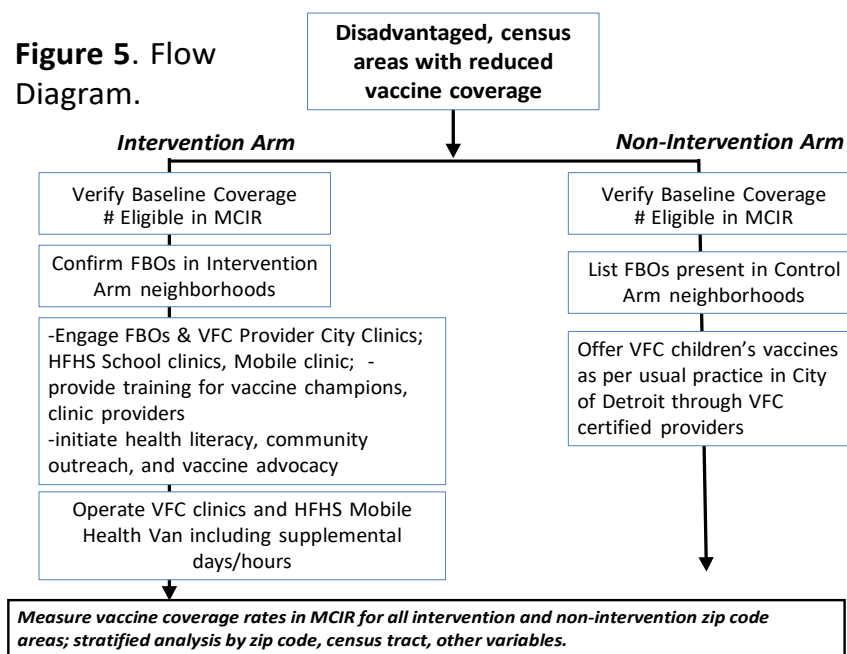 Figure 5. Flow
Diagram.
Disadvantaged, census
areas with reduced
vaccine coverage
Intervention Arm
Non-Intervention Arm
Verify Baseline Coverage
# Eligible in MCIR
Confirm FBOs in Intervention
Arm neighborhoods
-Engage FBOs & VFC Provider City Clinics;
HFHS School clinics, Mobile clinic; -
provide training for vaccine champions,
clinic providers
-initiate health literacy, community
outreach, and vaccine advocacy
Operate VFC clinics and HFHS Mobile
Health Van including supplemental
days/hours
Verify Baseline Coverage
# Eligible in MCIR
List FBOs present in Control
Arm neighborhoods
Offer VFC children’s vaccines
as per usual practice in City
of Detroit through VFC
certified providers
Measure vaccine coverage rates in MCIR for all intervention and non-intervention zip code
areas; stratified analysis by zip code, census tract, other variables.